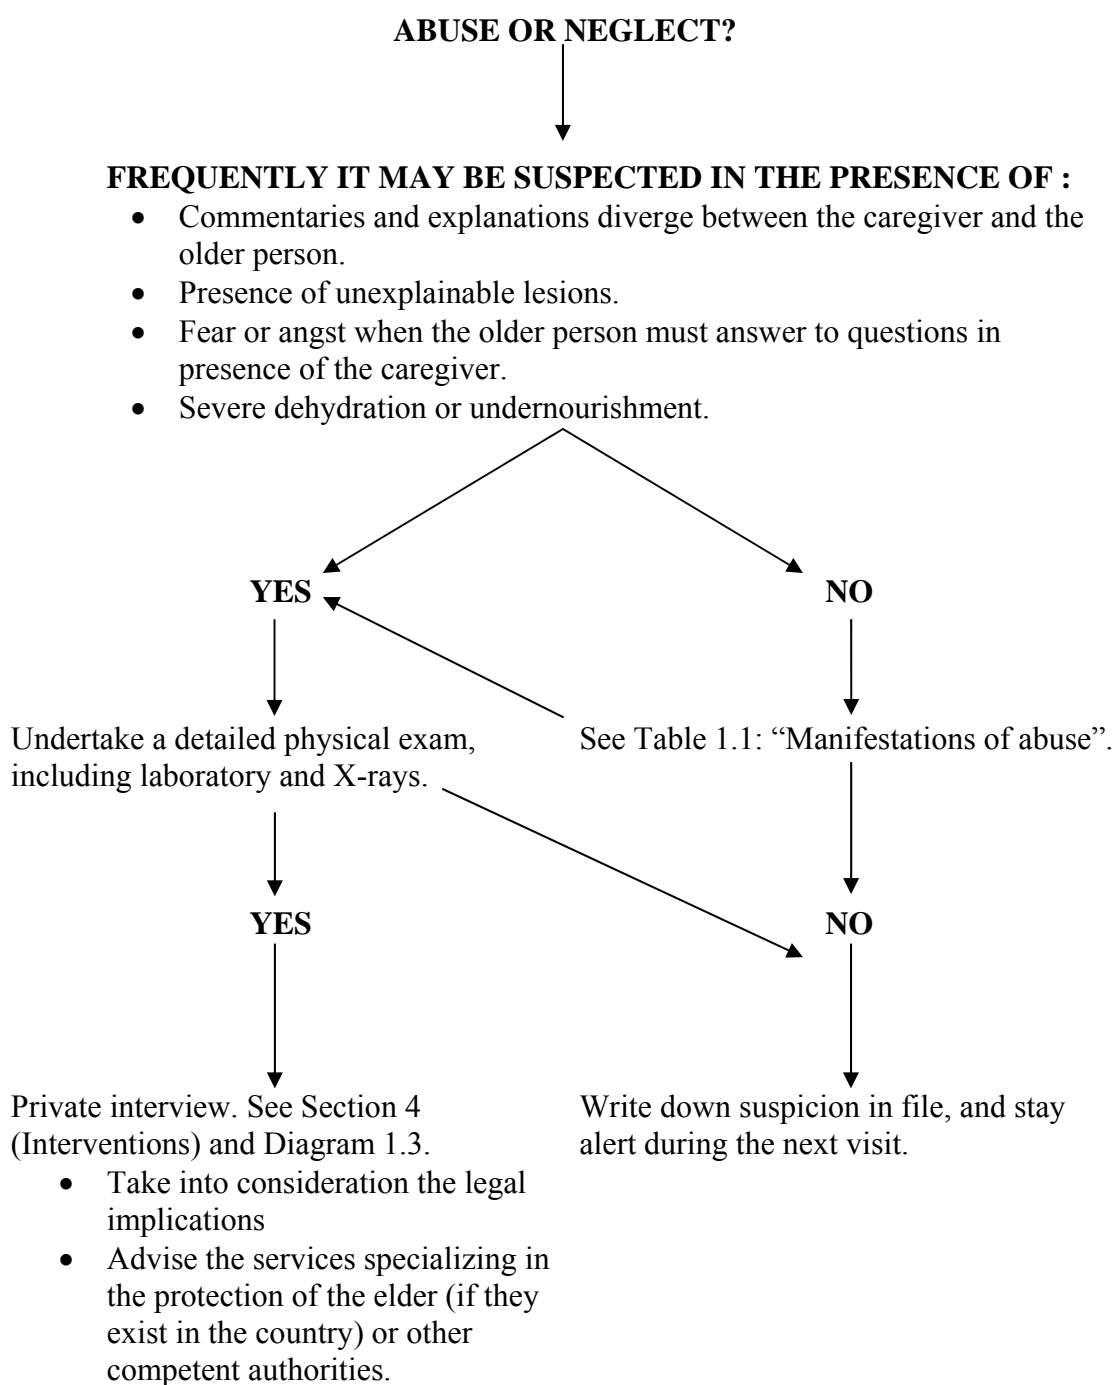 ABUSE OR NEGLECT?
FREQUENTLY IT MAY BE SUSPECTED IN THE PRESENCE OF :
• Commentaries and explanations diverge between the caregiver and the
older person.
• Presence of unexplainable lesions.
• Fear or angst when the older person must answer to questions in
presence of the caregiver.
• Severe dehydration or undernourishment.
YES
NO
Undertake a detailed physical exam,
including laboratory and X-rays.
See Table 1.1: “Manifestations of abuse”.
YES
NO
Private interview. See Section 4
(Interventions) and Diagram 1.3.
• Take into consideration the legal
implications
• Advise the services specializing in
the protection of the elder (if they
exist in the country) or other
competent authorities.
Write down suspicion in file, and stay
alert during the next visit.